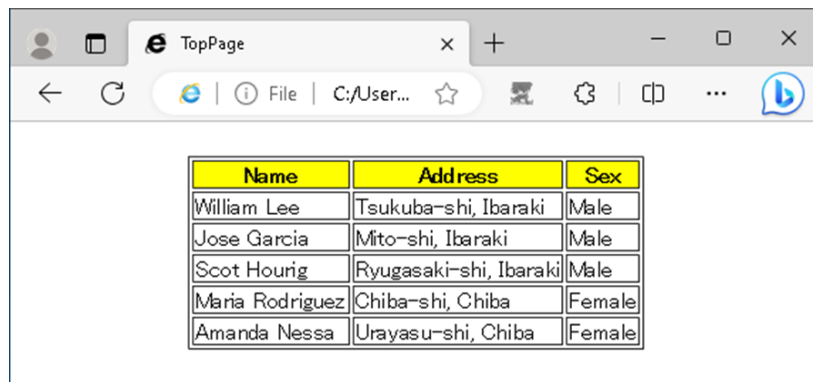 TopPage
File C:/User...
Name Address Sex
William Lee Tsukuba-shi, Ibaraki Male
Jose Garcia Mito-shi, Ibaraki Male
Scot Hourig Ryugasaki-shi, Ibaraki Male
Maria Rodriguez Chiba-shi, Chiba Female
Amanda Nessa Urayasu-shi, Chiba Female